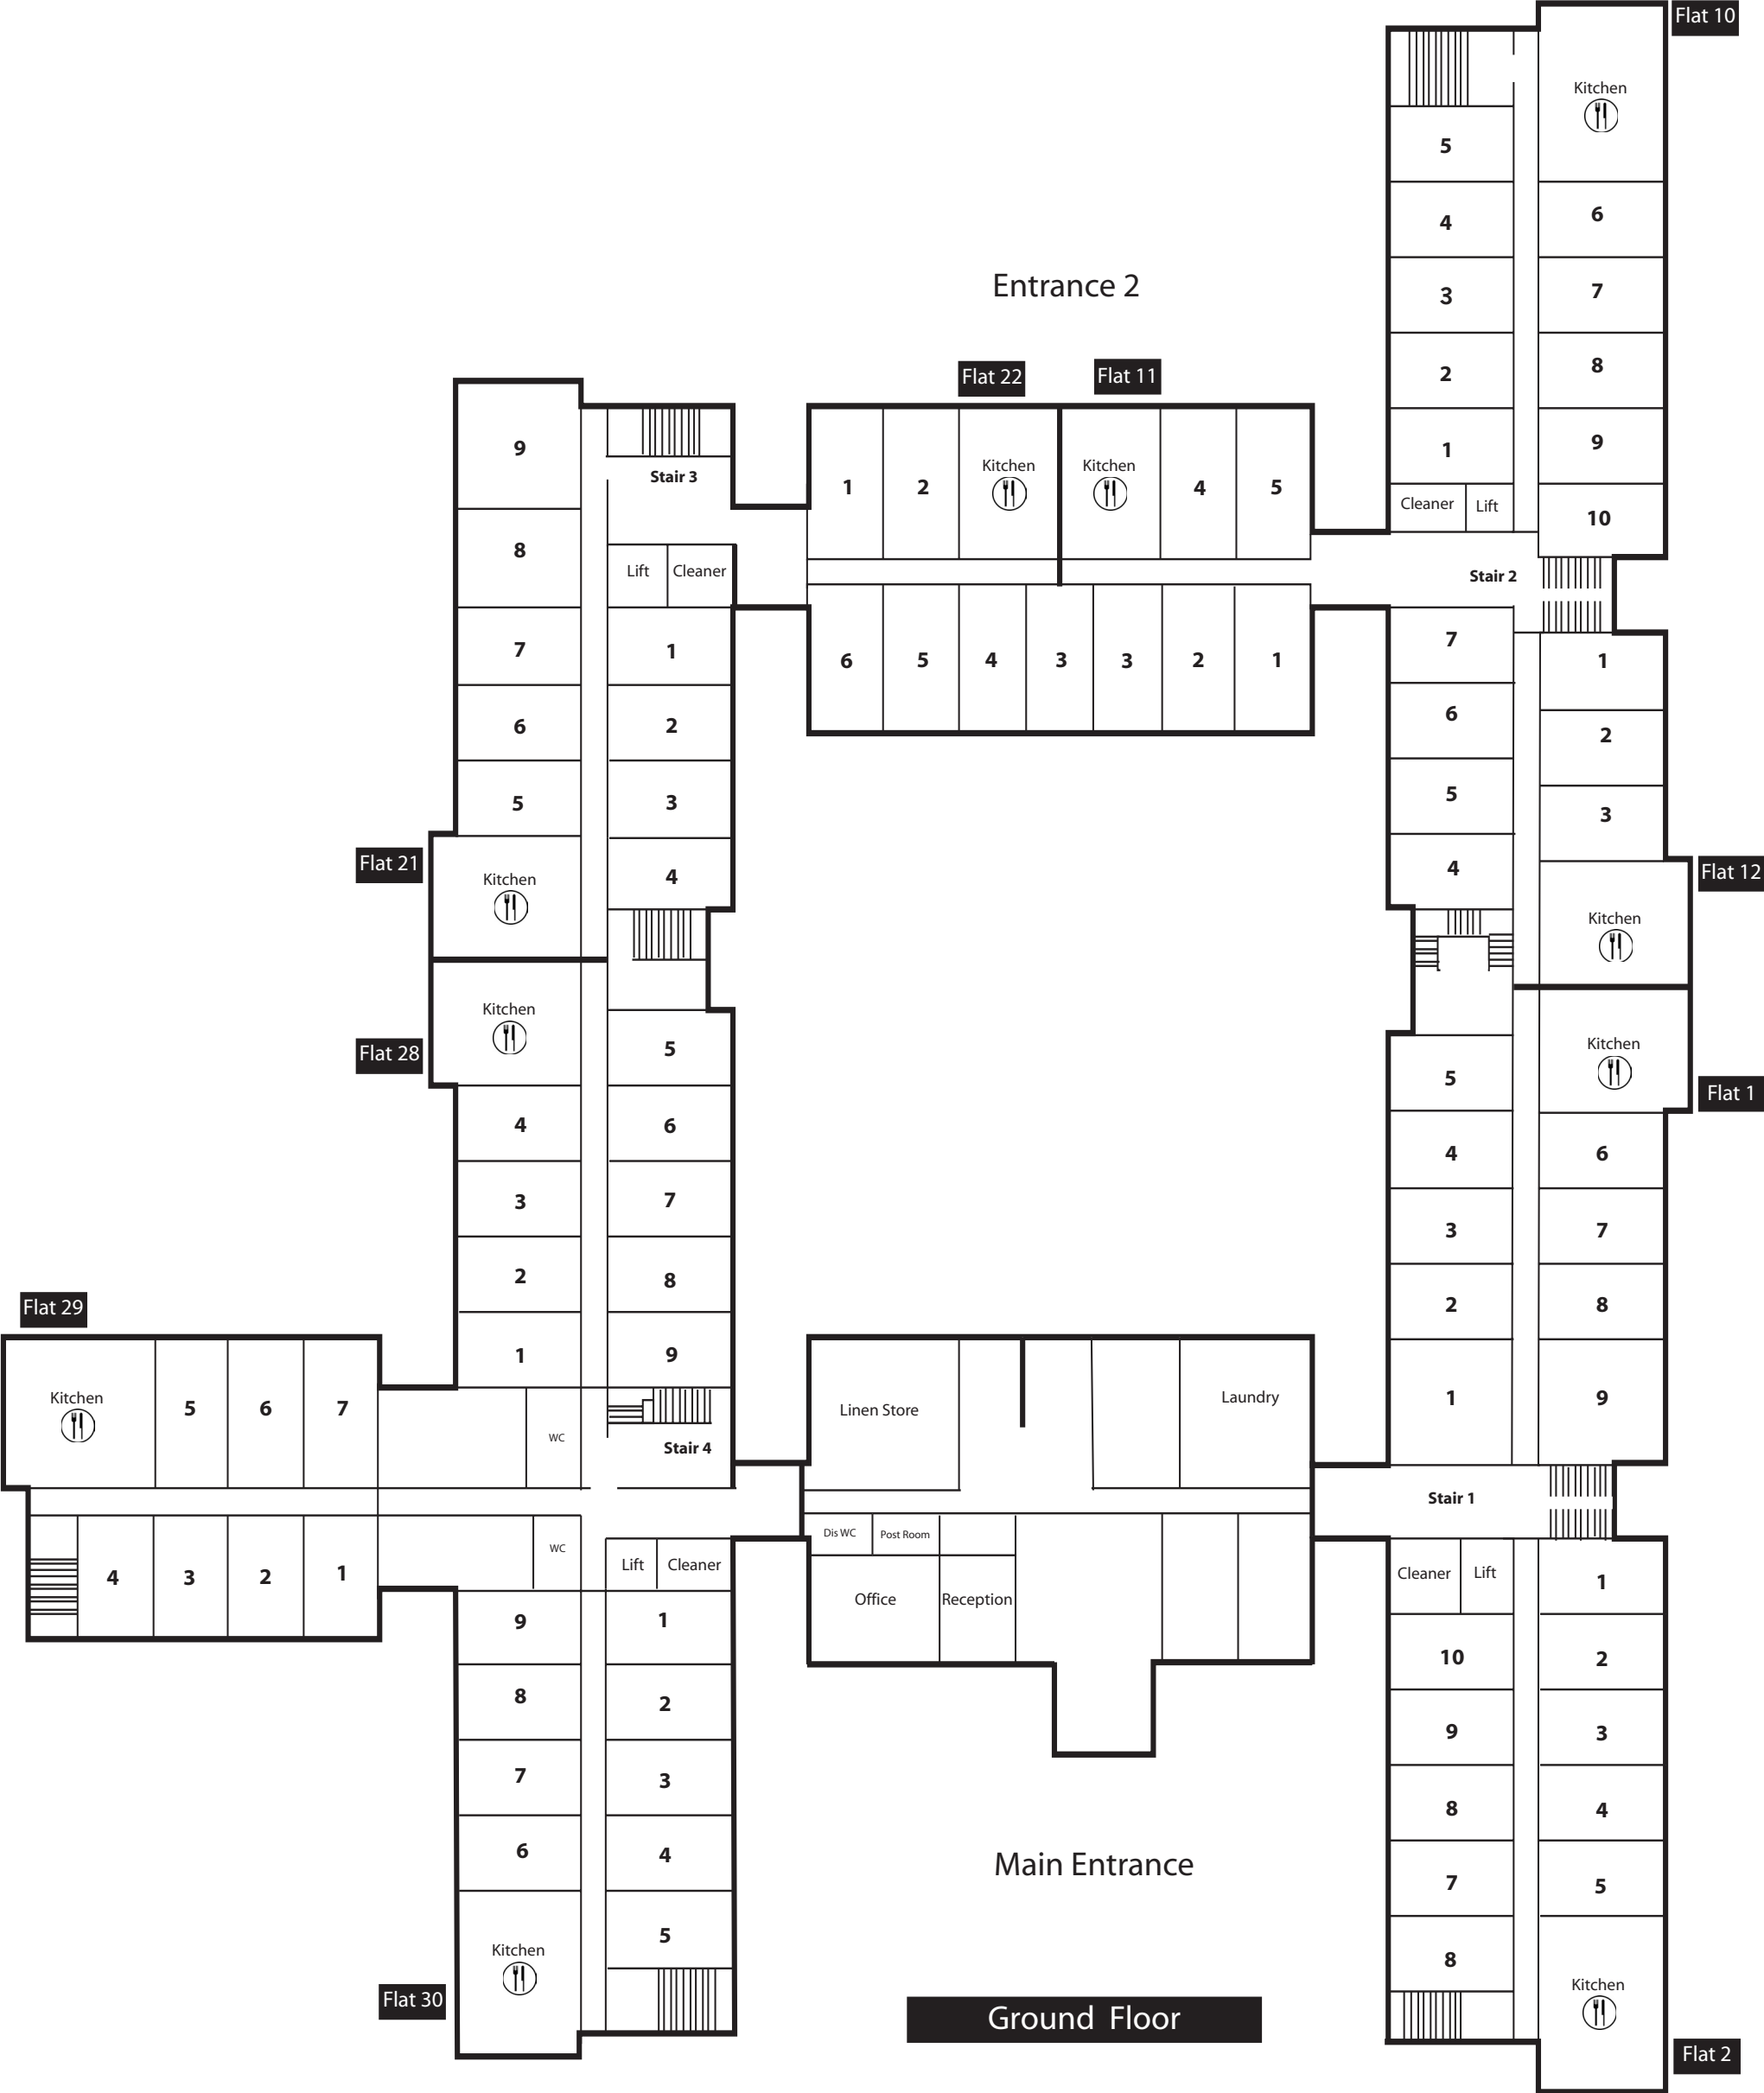 Flat 10
Kitchen
5
4
3
2
1
6
7
8
9
10
Cleaner
Lift
Entrance 2
Flat 22
Flat 11
1
2
Kitchen
Kitchen
4
5
6
5
4
3
3
2
1
Stair 2
9
8
7
6
5
Stair 3
Lift
Cleaner
1
2
3
4
Flat 21
Kitchen
7
6
5
4
1
2
3
Flat 12
Kitchen
Flat 28
Kitchen
4
3
2
1
5
6
7
8
9
Kitchen
Flat 1
5
4
3
2
1
6
7
8
9
Flat 29
Kitchen
5
6
7
4
3
2
1
WC
WC
Stair 4
Lift
Cleaner
Linen Store
Laundry
Dis WC
Post Room
Office
Reception
Stair 1
Cleaner
Lift
9
8
7
6
Kitchen
1
2
3
4
5
Flat 30
Main Entrance
10
9
8
7
8
1
2
3
4
5
Kitchen
Flat 2
Ground Floor